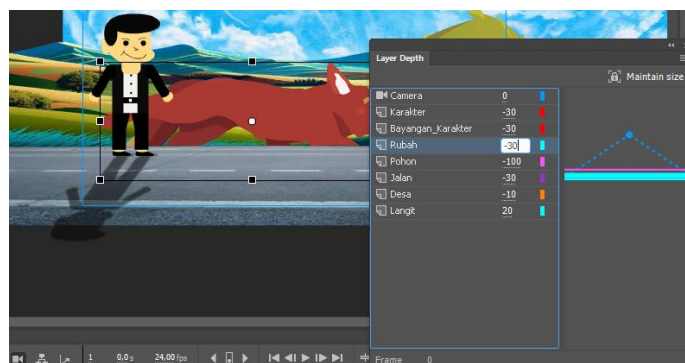 Layer Depth
Maintain size
Camera 0
Karakter -30
Bayangan_Karakter -30
Rubah -30
Pohon -100
Jalan -30
Desa -10
Langit 20
1 0,0 s 24,00 fps
Frame 0